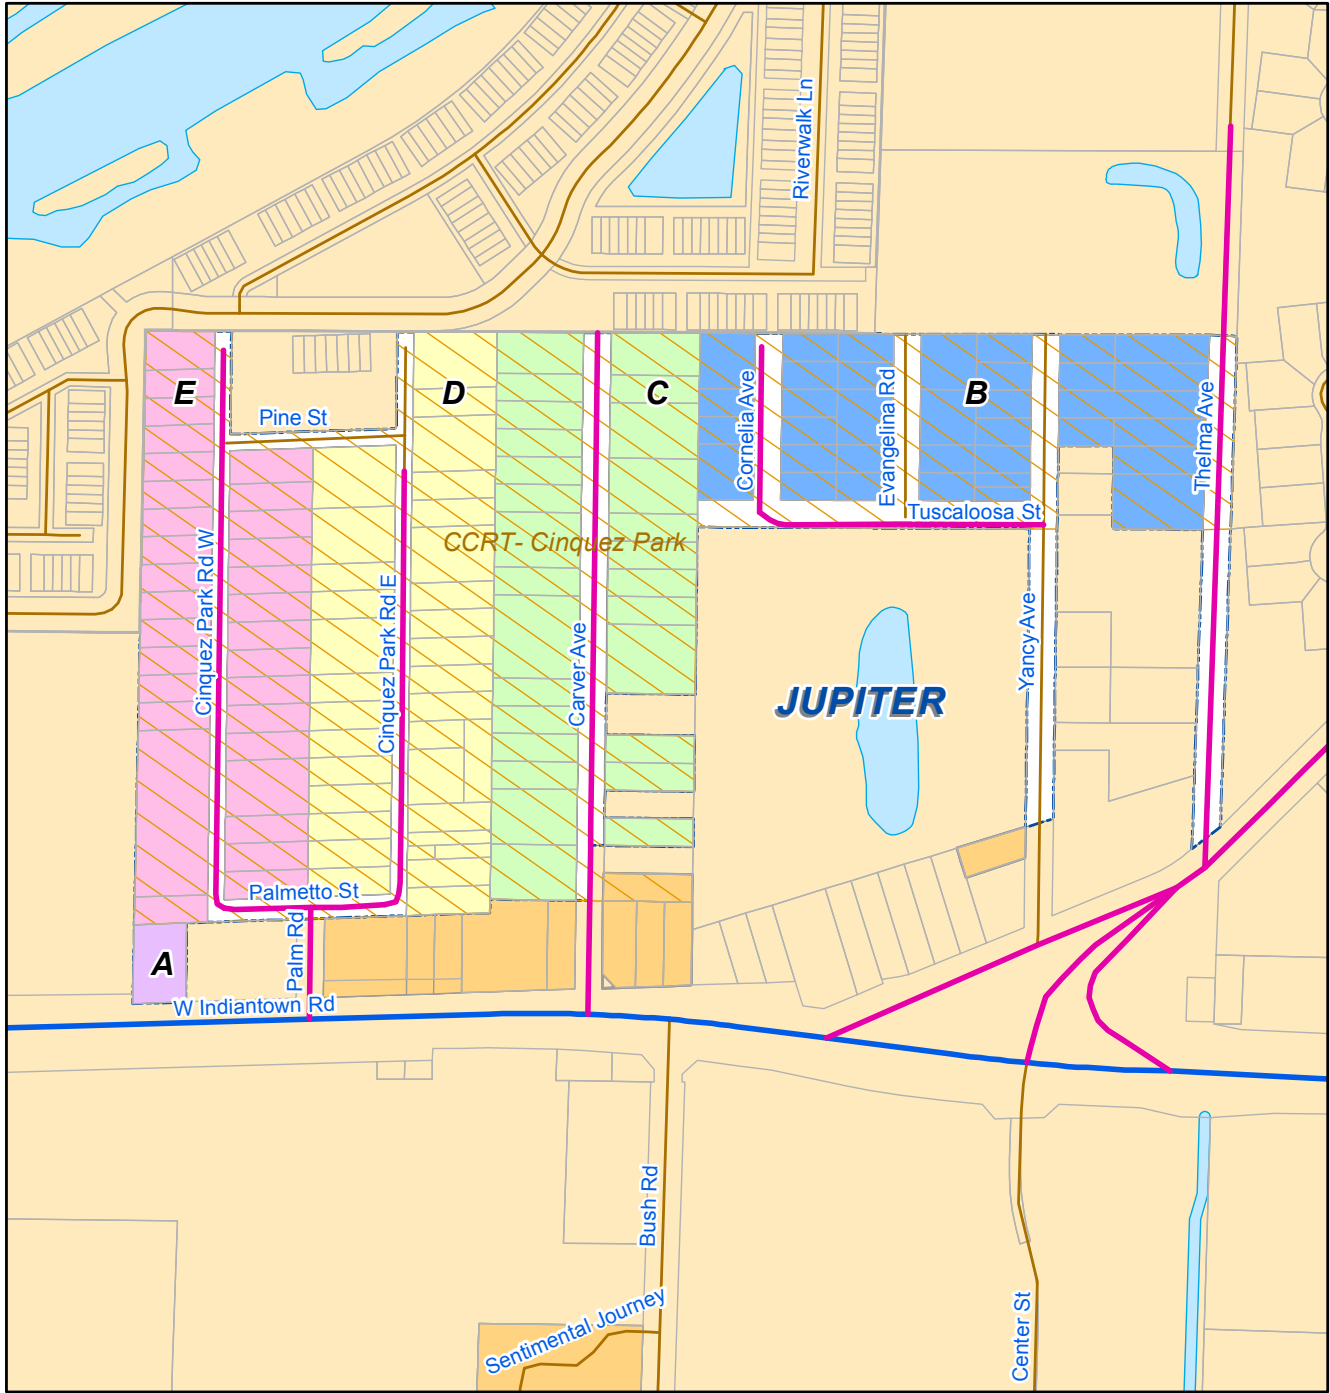 Riverwalk Ln
E
D
C
B
Pine St
Cornelia Ave
Evangelina Rd
Thelma Ave
Tuscaloosa St
CCRT- Cinquez Park
Cinquez Park Rd W
Cinquez Park Rd E
Carver Ave
Yancy Ave
JUPITER
Palmetto St
Palm Rd
A
W Indiantown Rd
Bush Rd
Sentimental Journey
Center St